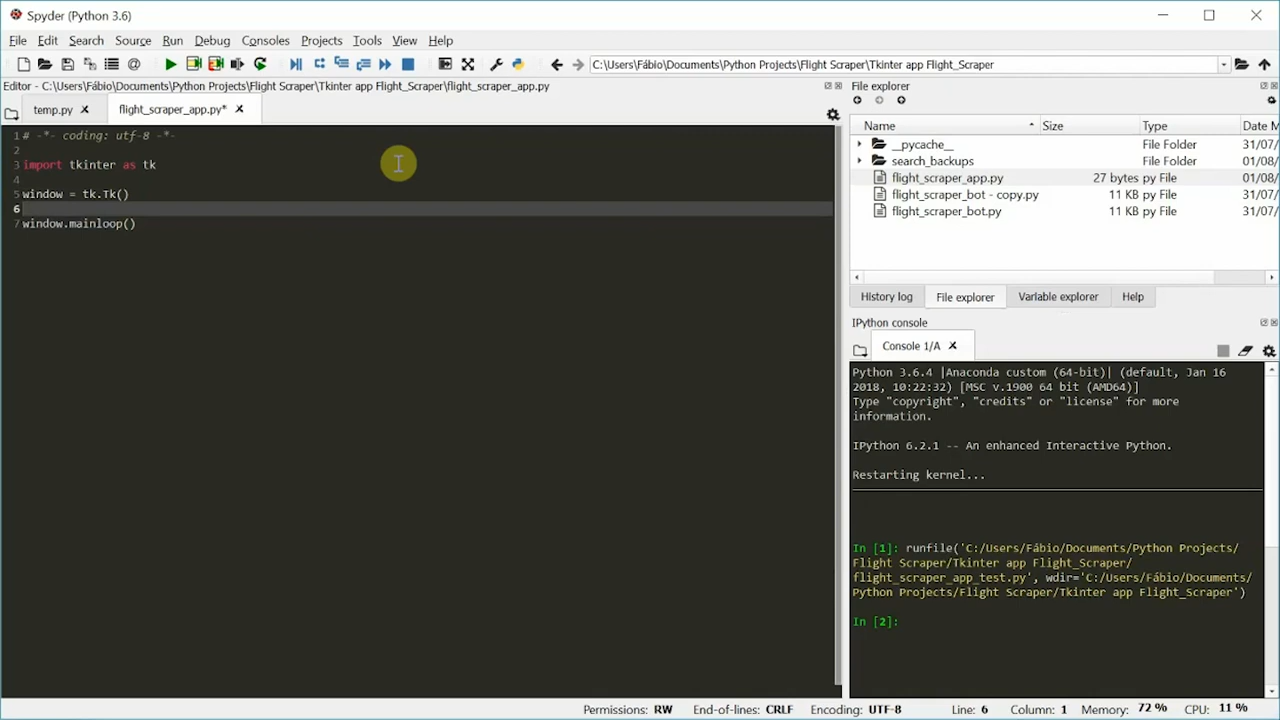 Spyder (Python 3.6)
File Edit Search Source Run Debug Consoles Projects Tools View Help
C:\Users\Fábio\Documents\Python Projects\Flight Scraper\Tkinter app Flight_Scraper
Editor - C:\Users\Fábio\Documents\Python Projects\Flight Scraper\Tkinter app Flight_Scraper\flight_scraper_app.py
temp.py flight_scraper_app.py*
1 # -*- coding: utf-8 -*-
2
3 import tkinter as tk
4
5 window = tk.Tk()
6
7 window.mainloop()
File explorer
Name Size Type Date M
__pycache__ File Folder 31/07/
search_backups File Folder 01/08/
flight_scraper_app.py 27 bytes py File 01/08/
flight_scraper_bot - copy.py 11 KB py File 31/07/
flight_scraper_bot.py 11 KB py File 31/07/
History log File explorer Variable explorer Help
IPython console
Console 1/A
Python 3.6.4 |Anaconda custom (64-bit)| (default, Jan 16
2018, 10:22:32) [MSC v.1900 64 bit (AMD64)]
Type "copyright", "credits" or "license" for more
information.
IPython 6.2.1 -- An enhanced Interactive Python.
Restarting kernel...
In [1]: runfile('C:/Users/Fábio/Documents/Python Projects/
Flight Scraper/Tkinter app Flight_Scraper/
flight_scraper_app_test.py', wdir='C:/Users/Fábio/Documents/
Python Projects/Flight Scraper/Tkinter app Flight_Scraper')
In [2]:
Permissions: RW End-of-lines: CRLF Encoding: UTF-8 Line: 6 Column: 1 Memory: 72 % CPU: 11 %